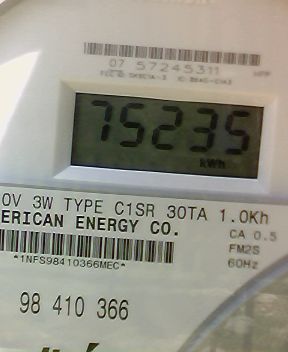 07 57245311
75235
kWh
0V 3W TYPE C1SR 30TA 1.0Kh
ERICAN ENERGY CO.
CA 0.5
FM2S
*1NFS98410366MEC*
60Hz
98 410 366